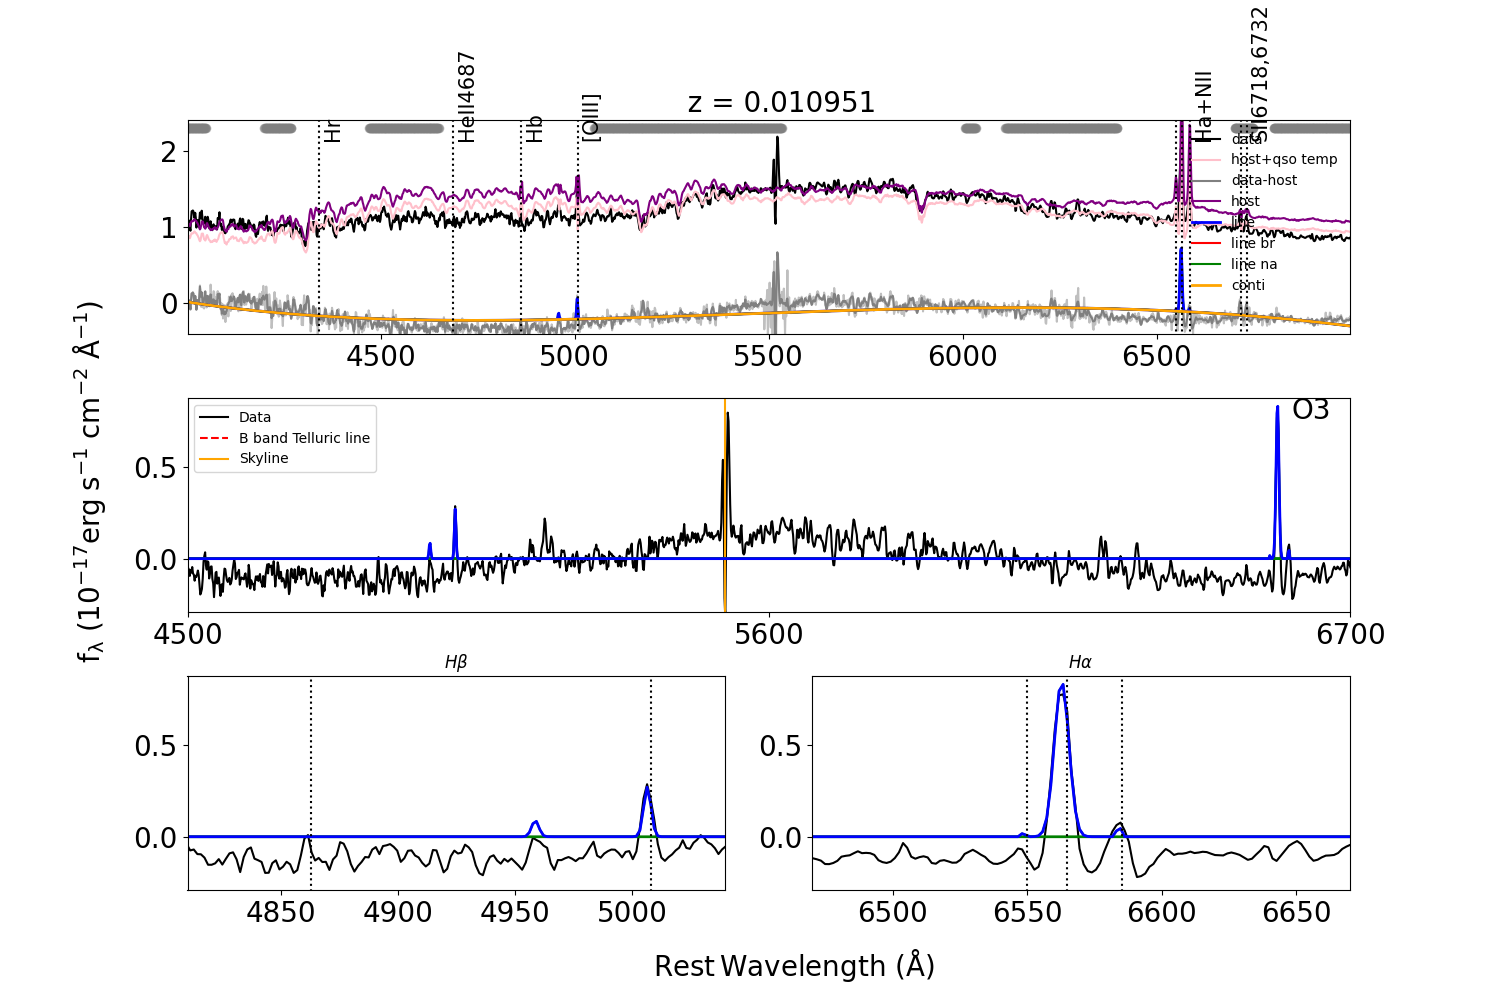 z = 0.010951
Hr
HeII4687
Hb
[OIII]
Ha+NII
SII6718,6732
data
host+qso temp
data-host
host
line
line br
line na
conti
2
1
0
4500
5000
5500
6000
6500
Data
B band Telluric line
Skyline
O3
0.5
0.0
4500
5600
6700
fλ (10⁻¹⁷erg s⁻¹ cm⁻² Å⁻¹)
Hβ
0.5
0.0
4850
4900
4950
5000
Hα
0.5
0.0
6500
6550
6600
6650
Rest Wavelength (Å)